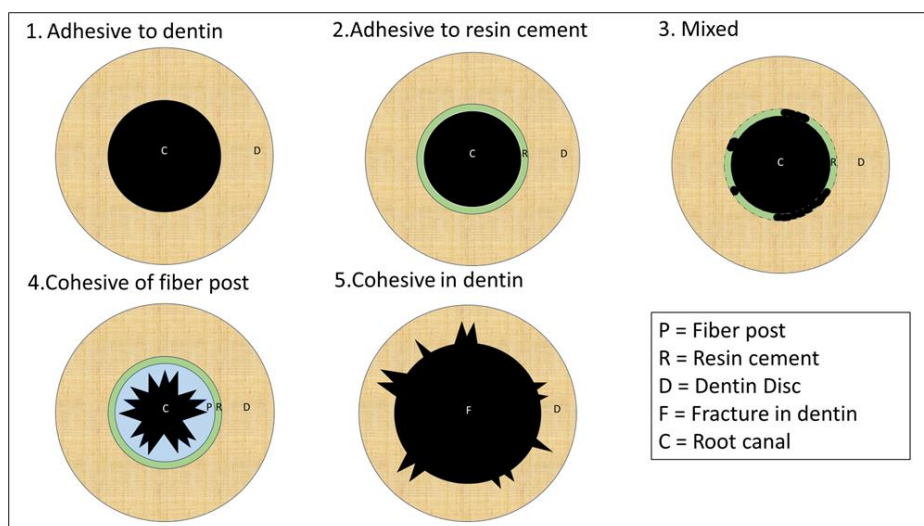 1. Adhesive to dentin
C
D
2.Adhesive to resin cement
C
R
D
3. Mixed
C
R
D
4.Cohesive of fiber post
C
P
R
D
5.Cohesive in dentin
F
D
P = Fiber post
R = Resin cement
D = Dentin Disc
F = Fracture in dentin
C = Root canal